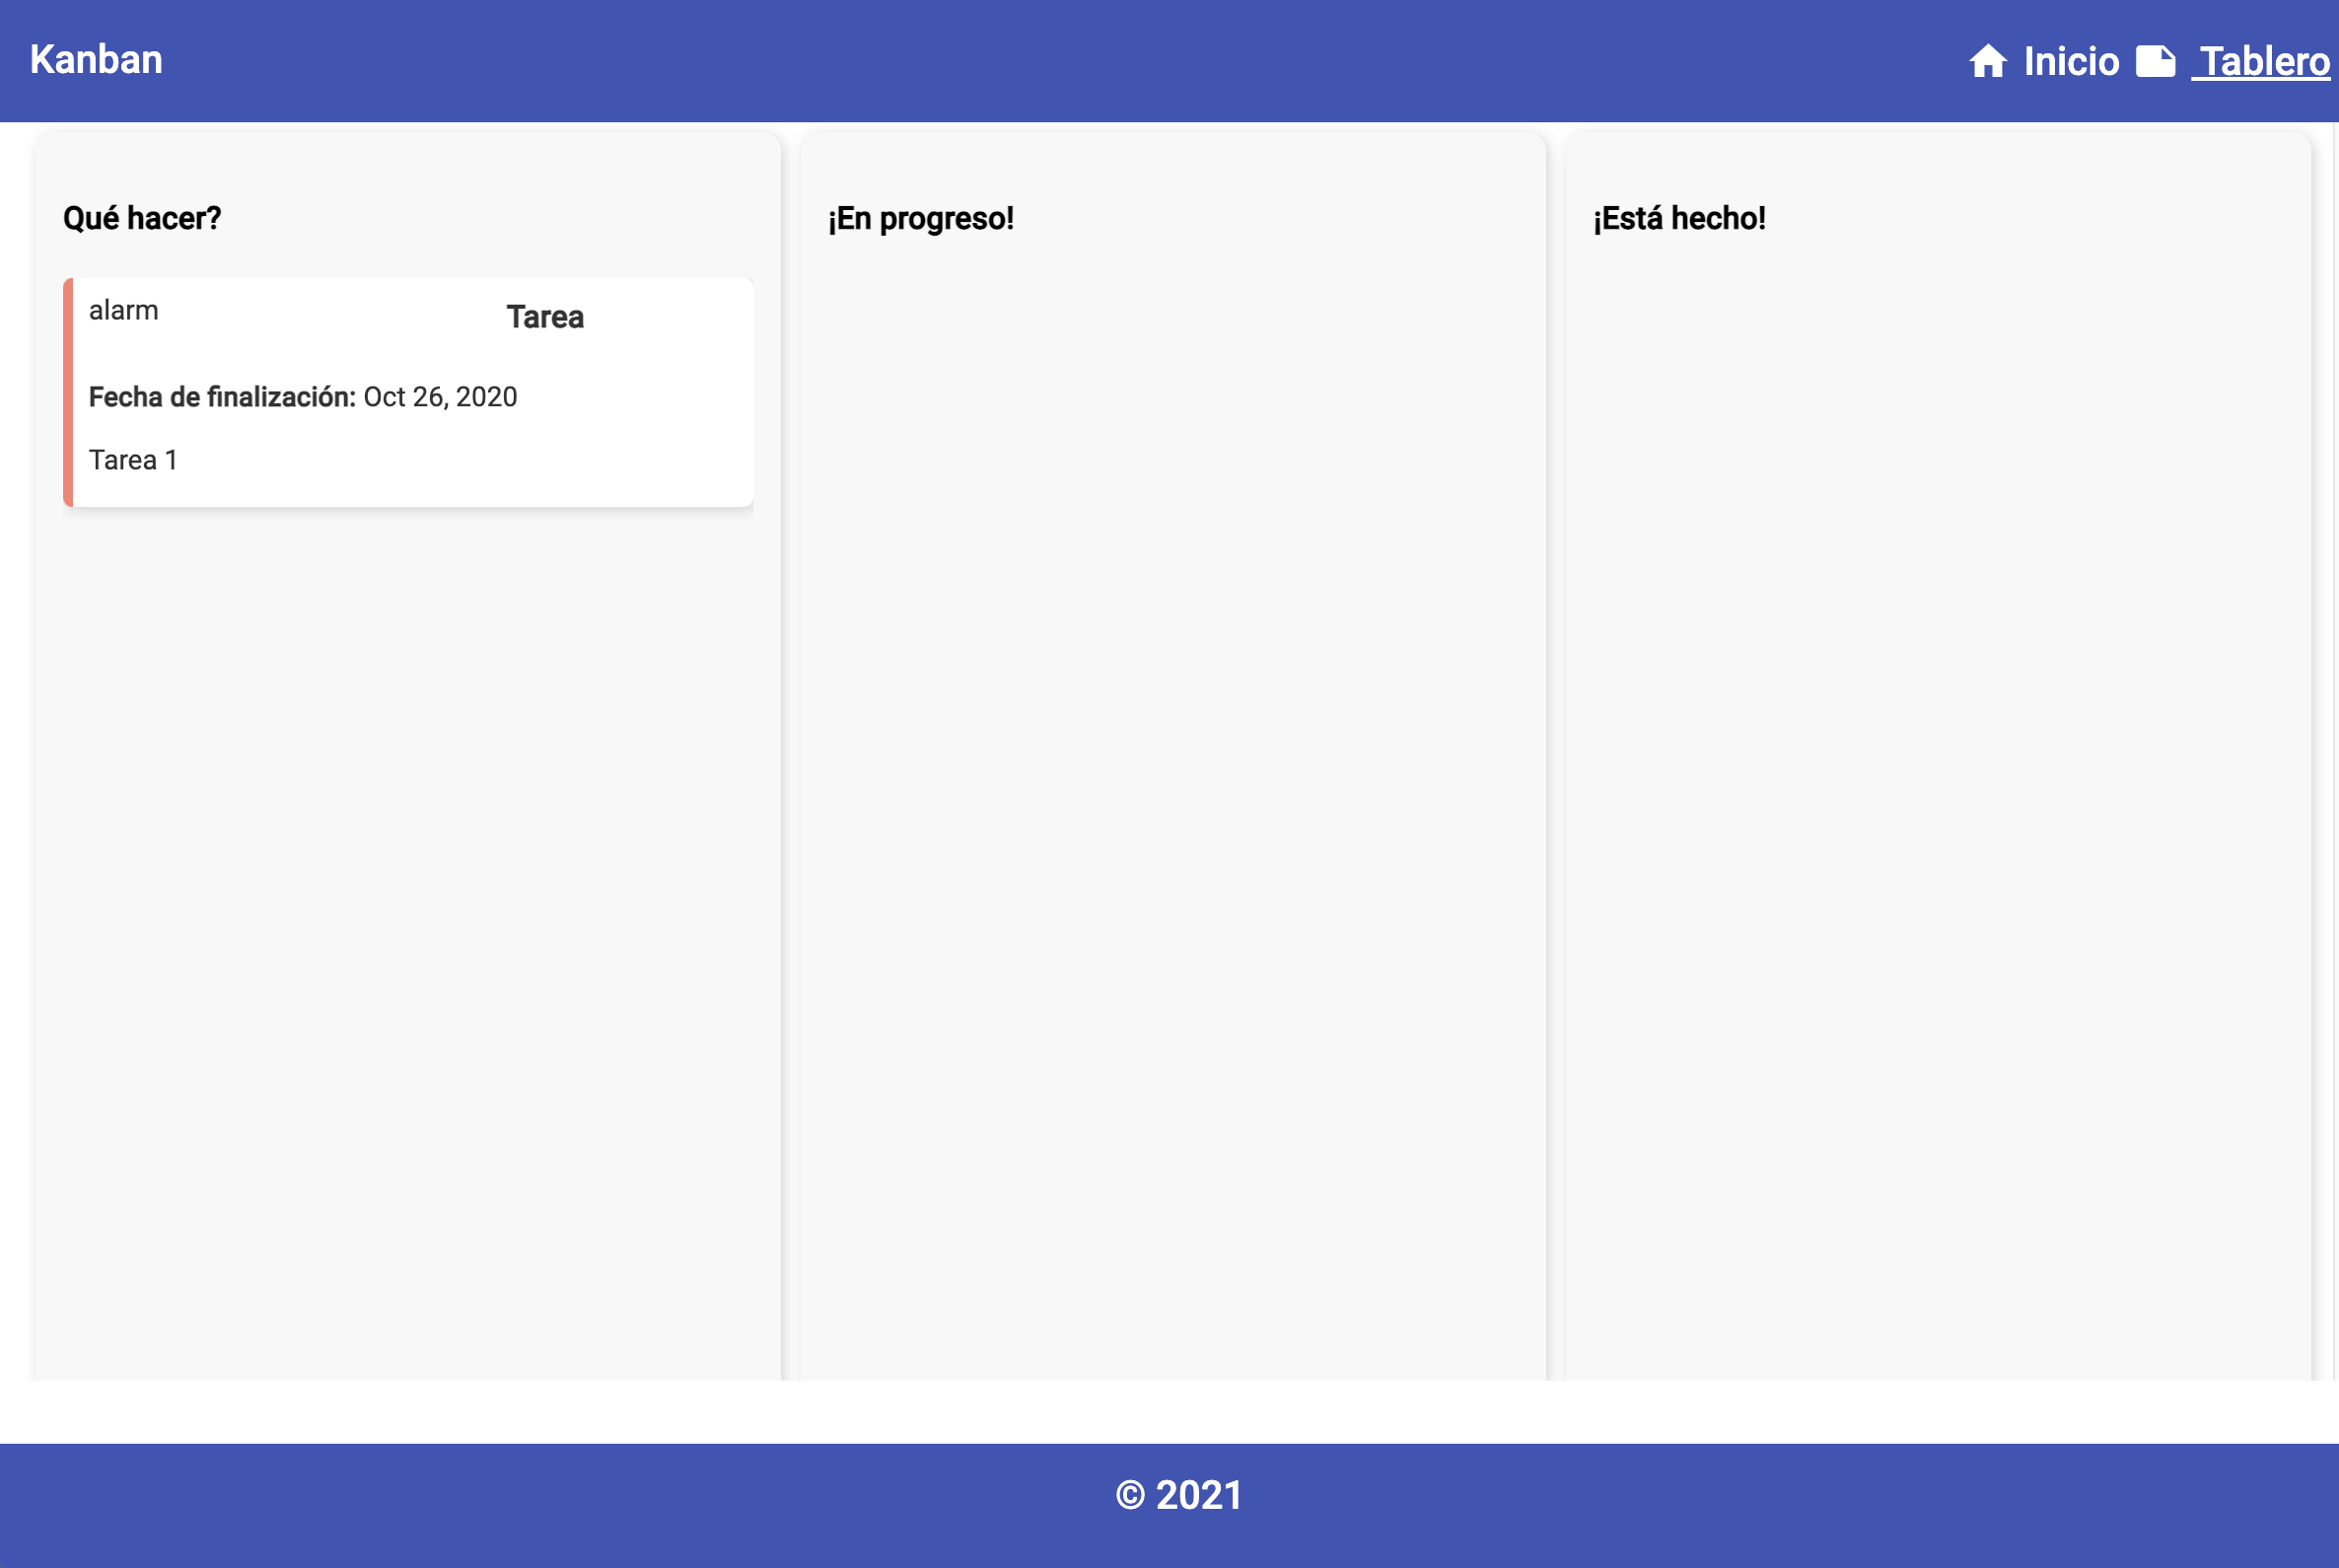 Kanban
Inicio Tablero
Qué hacer?
alarm Tarea
Fecha de finalización: Oct 26, 2020
Tarea 1
¡En progreso!
¡Está hecho!
© 2021